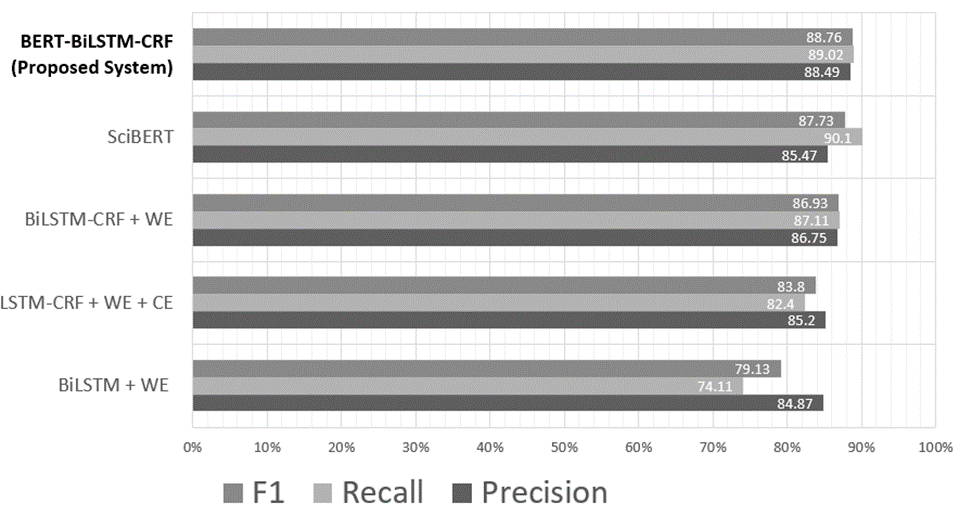 BERT-BiLSTM-CRF
(Proposed System)
88.76
89.02
88.49
SciBERT
87.73
90.1
85.47
BiLSTM-CRF + WE
86.93
87.11
86.75
LSTM-CRF + WE + CE
83.8
82.4
85.2
BiLSTM + WE
79.13
74.11
84.87
0% 10% 20% 30% 40% 50% 60% 70% 80% 90% 100%
F1 Recall Precision